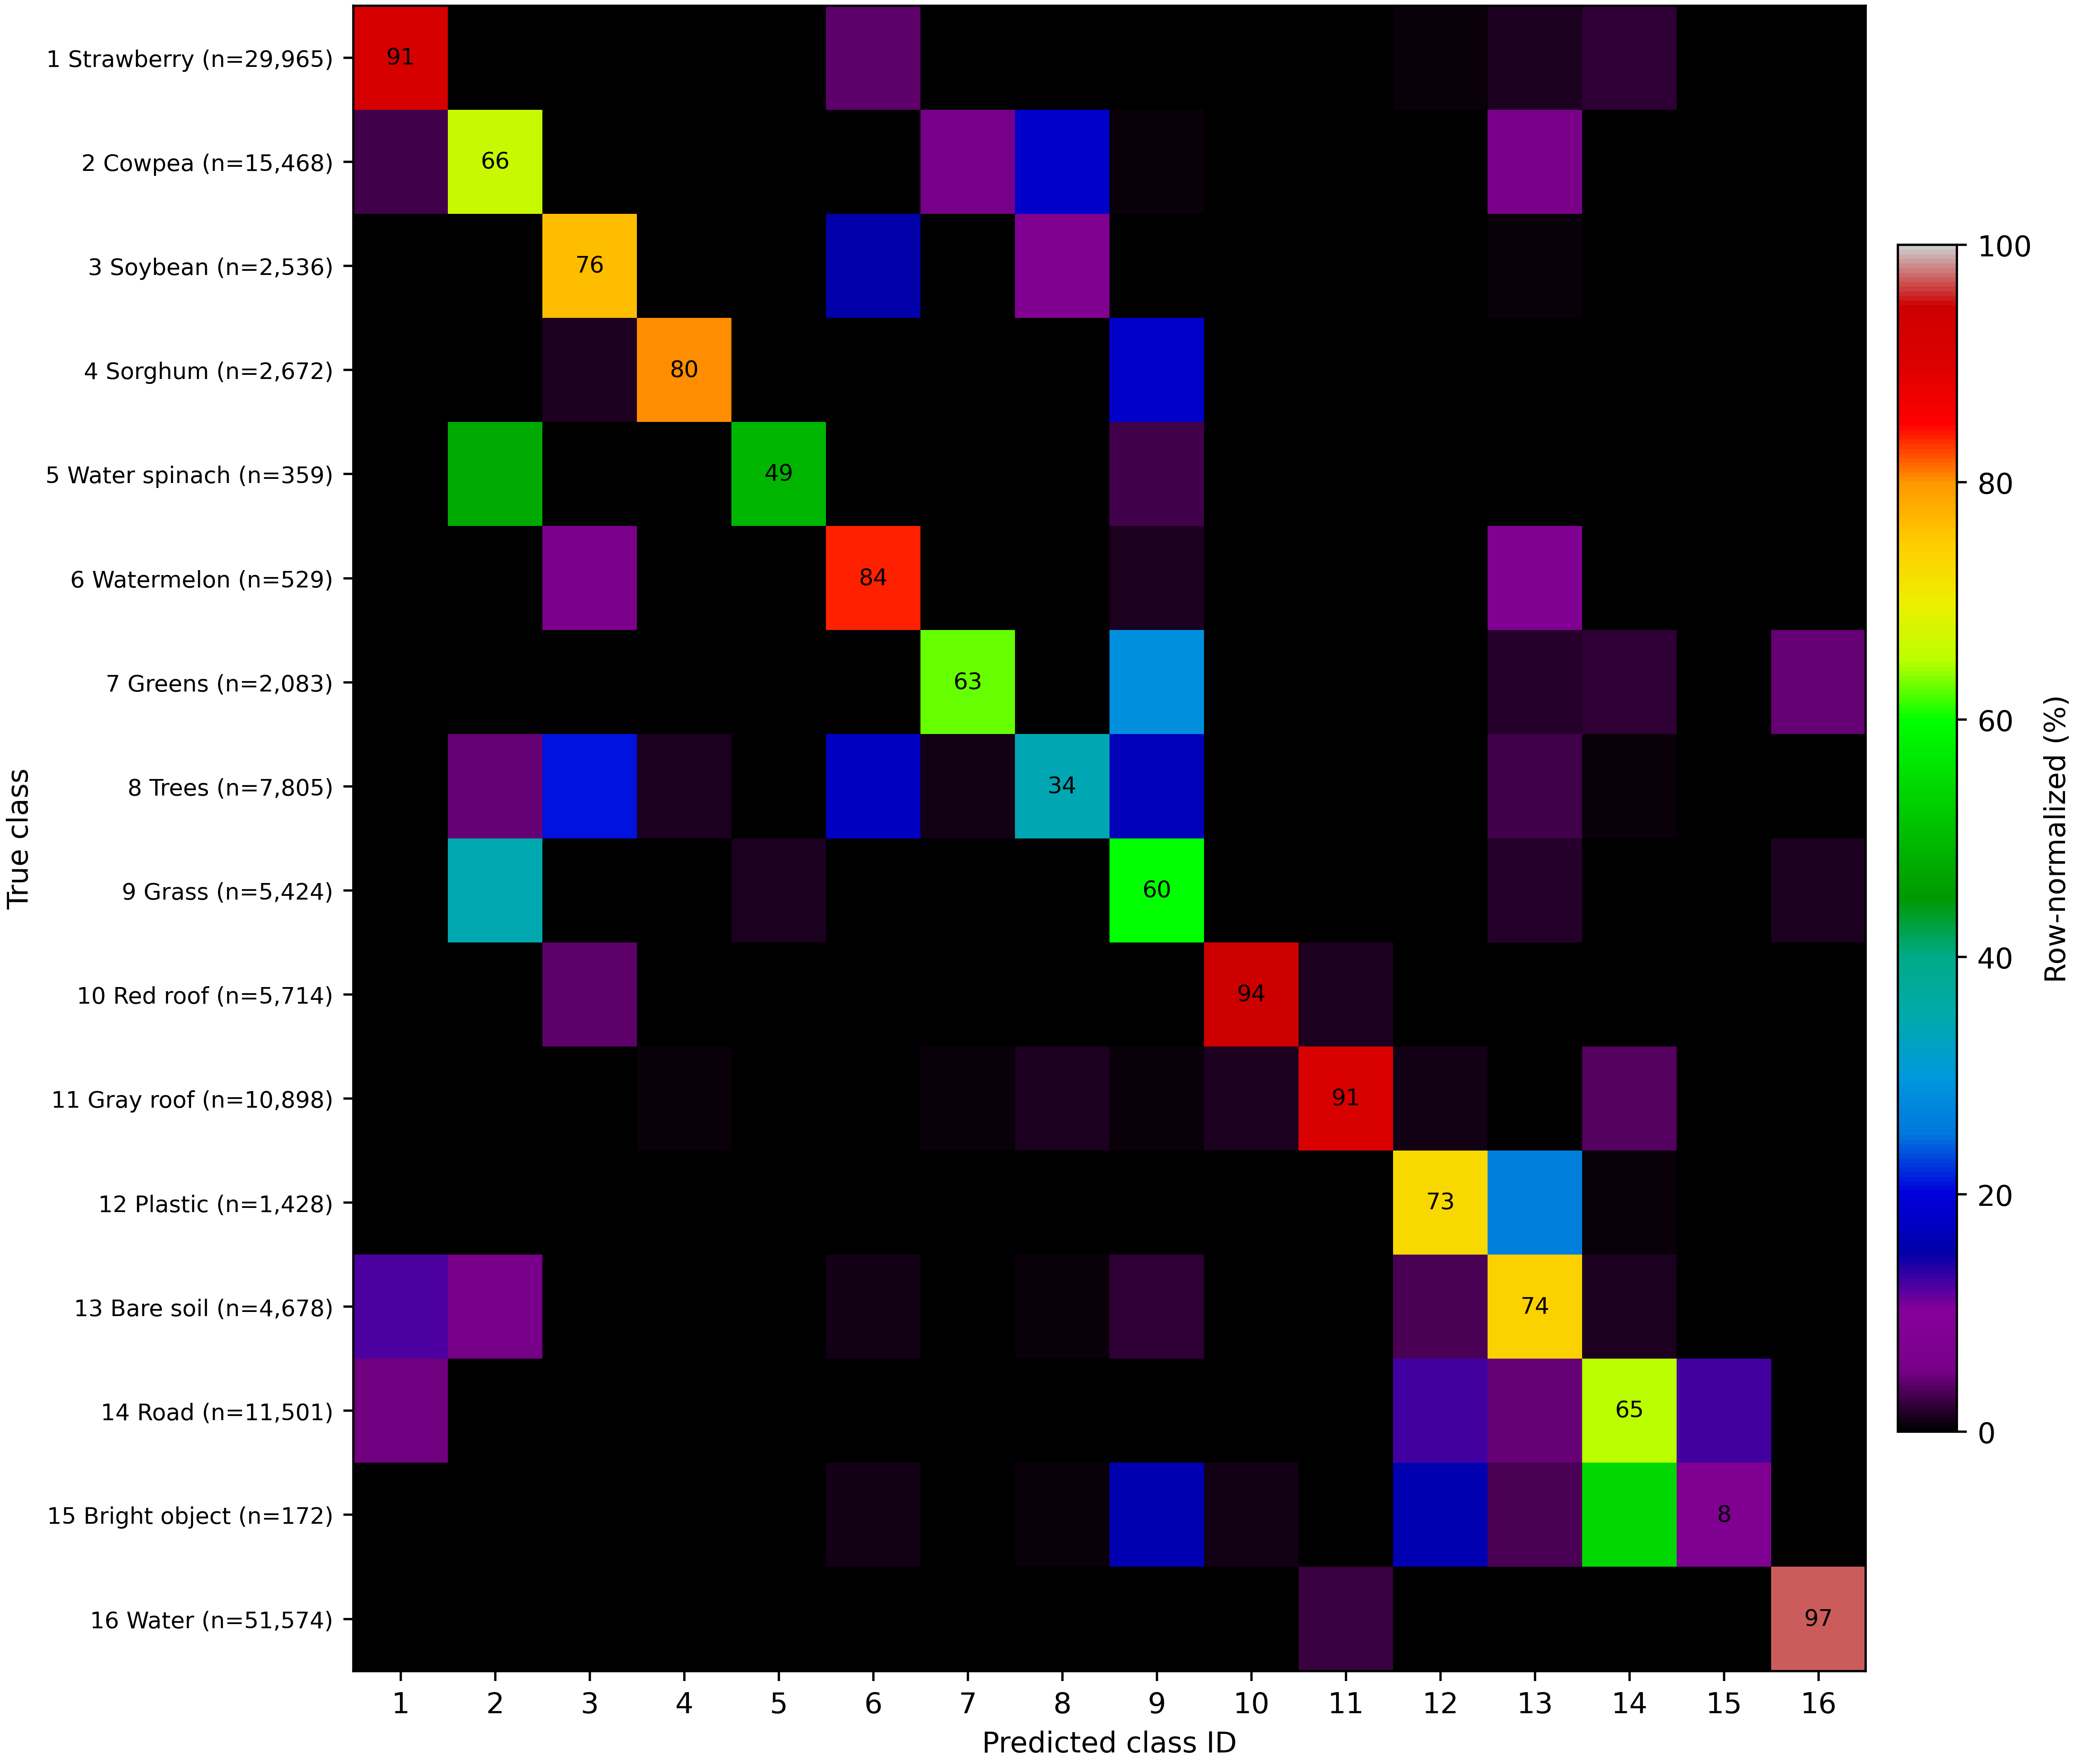 1 Strawberry (n=29,965)
91
2 Cowpea (n=15,468)
66
3 Soybean (n=2,536)
76
4 Sorghum (n=2,672)
80
5 Water spinach (n=359)
49
6 Watermelon (n=529)
84
7 Greens (n=2,083)
63
8 Trees (n=7,805)
34
9 Grass (n=5,424)
60
10 Red roof (n=5,714)
94
11 Gray roof (n=10,898)
91
12 Plastic (n=1,428)
73
13 Bare soil (n=4,678)
74
14 Road (n=11,501)
65
15 Bright object (n=172)
8
16 Water (n=51,574)
97
True class
1 2 3 4 5 6 7 8 9 10 11 12 13 14 15 16
Predicted class ID
100
80
60
40
20
0
Row-normalized (%)